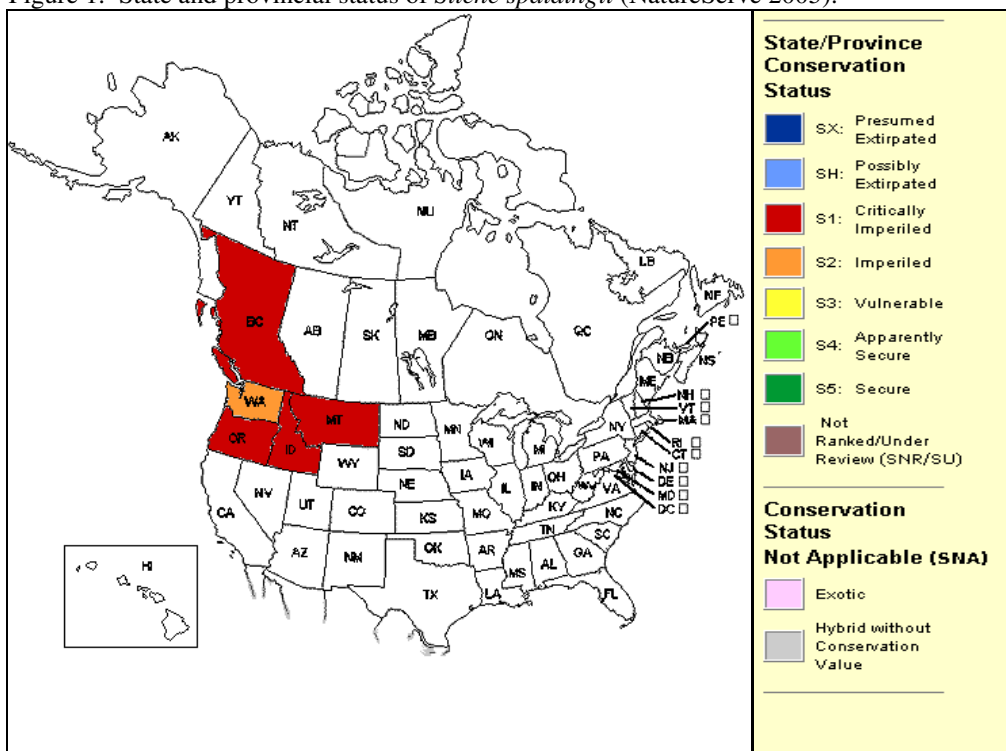 Figure 1. State and provincial status of Silene spaldingii (NatureServe 2005).
State/Province
Conservation
Status
SX: Presumed
Extirpated
SH: Possibly
Extirpated
S1: Critically
Imperiled
S2: Imperiled
S3: Vulnerable
S4: Apparently
Secure
S5: Secure
Not
Ranked/Under
Review (SNR/SU)
Conservation
Status
Not Applicable (SNA)
Exotic
Hybrid without
Conservation
Value
AK
YT
NT
NU
BC
AB
SK
MB
ON
QC
LB
NF
PE
NB
NS
ME
NH
VT
MA
RI
CT
NJ
DE
MD
DC
WA
OR
ID
MT
ND
MN
WI
MI
NY
PA
WY
SD
IA
NE
IL
IN
OH
WV
VA
CA
NV
UT
CO
KS
MO
KY
NC
TN
SC
AZ
NM
OK
AR
MS
AL
GA
TX
LA
FL
HI